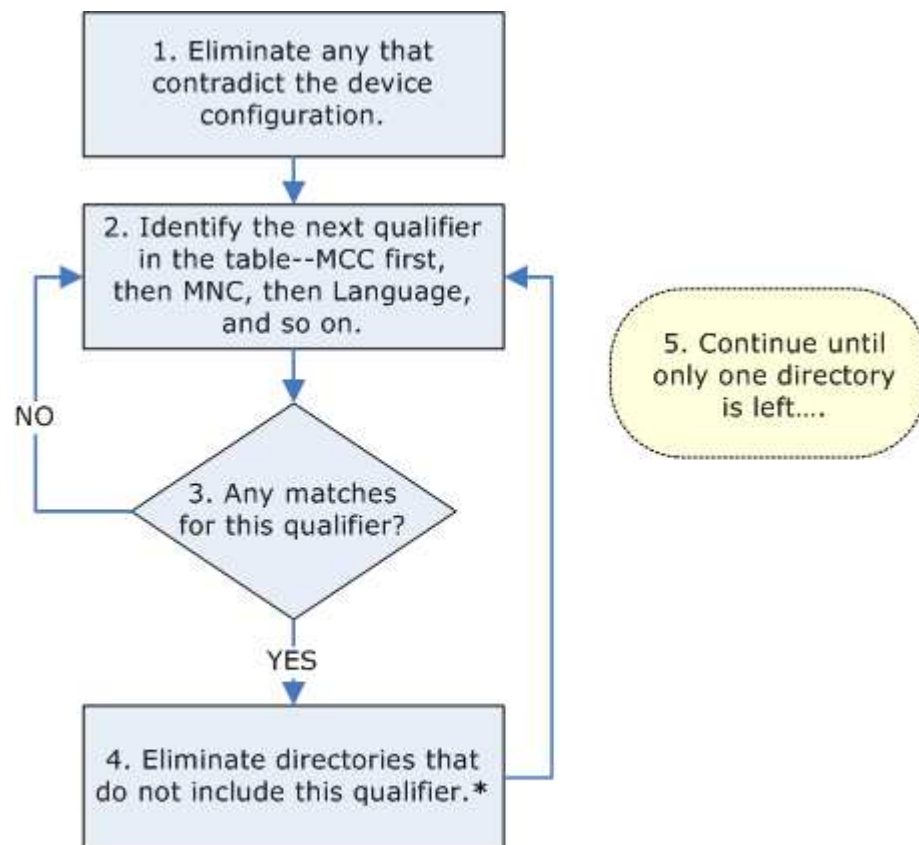 1. Eliminate any that
contradict the device
configuration.
2. Identify the next qualifier
in the table--MCC first,
then MNC, then Language,
and so on.
5. Continue until
only one directory
is left....
NO
3. Any matches
for this qualifier?
YES
4. Eliminate directories that
do not include this qualifier.*